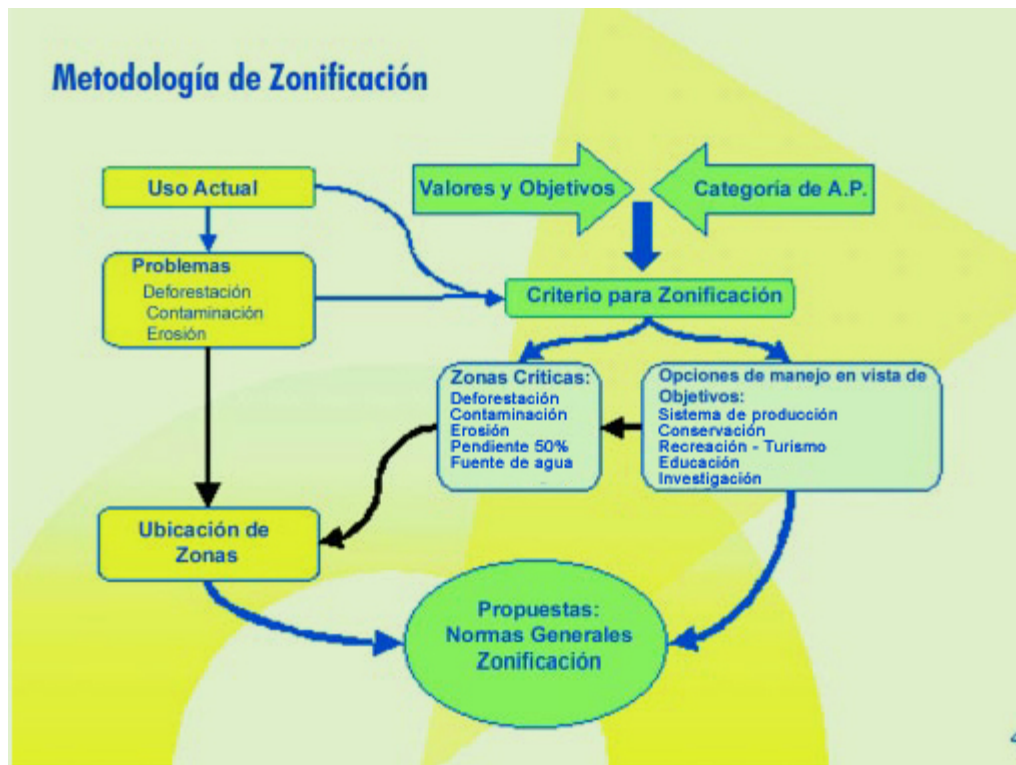 Metodología de Zonificación
Uso Actual
Valores y Objetivos
Categoría de A.P.
Problemas
Deforestación
Contaminación
Erosión
Criterio para Zonificación
Zonas Críticas:
Deforestación
Contaminación
Erosión
Pendiente 50%
Fuente de agua
Opciones de manejo en vista de
Objetivos:
Sistema de producción
Conservación
Recreación - Turismo
Educación
Investigación
Ubicación de
Zonas
Propuestas:
Normas Generales
Zonificación